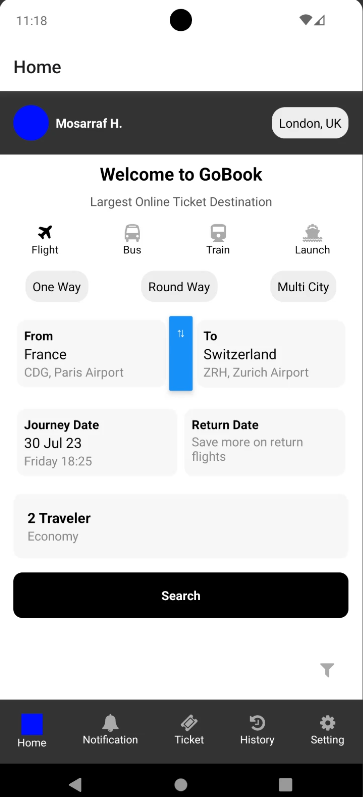 11:18
Home
Mosarraf H.
London, UK
Welcome to GoBook
Largest Online Ticket Destination
Flight
Bus
Train
Launch
One Way
Round Way
Multi City
From
France
CDG, Paris Airport
To
Switzerland
ZRH, Zurich Airport
Journey Date
30 Jul 23
Friday 18:25
Return Date
Save more on return
flights
2 Traveler
Economy
Search
Home
Notification
Ticket
History
Setting